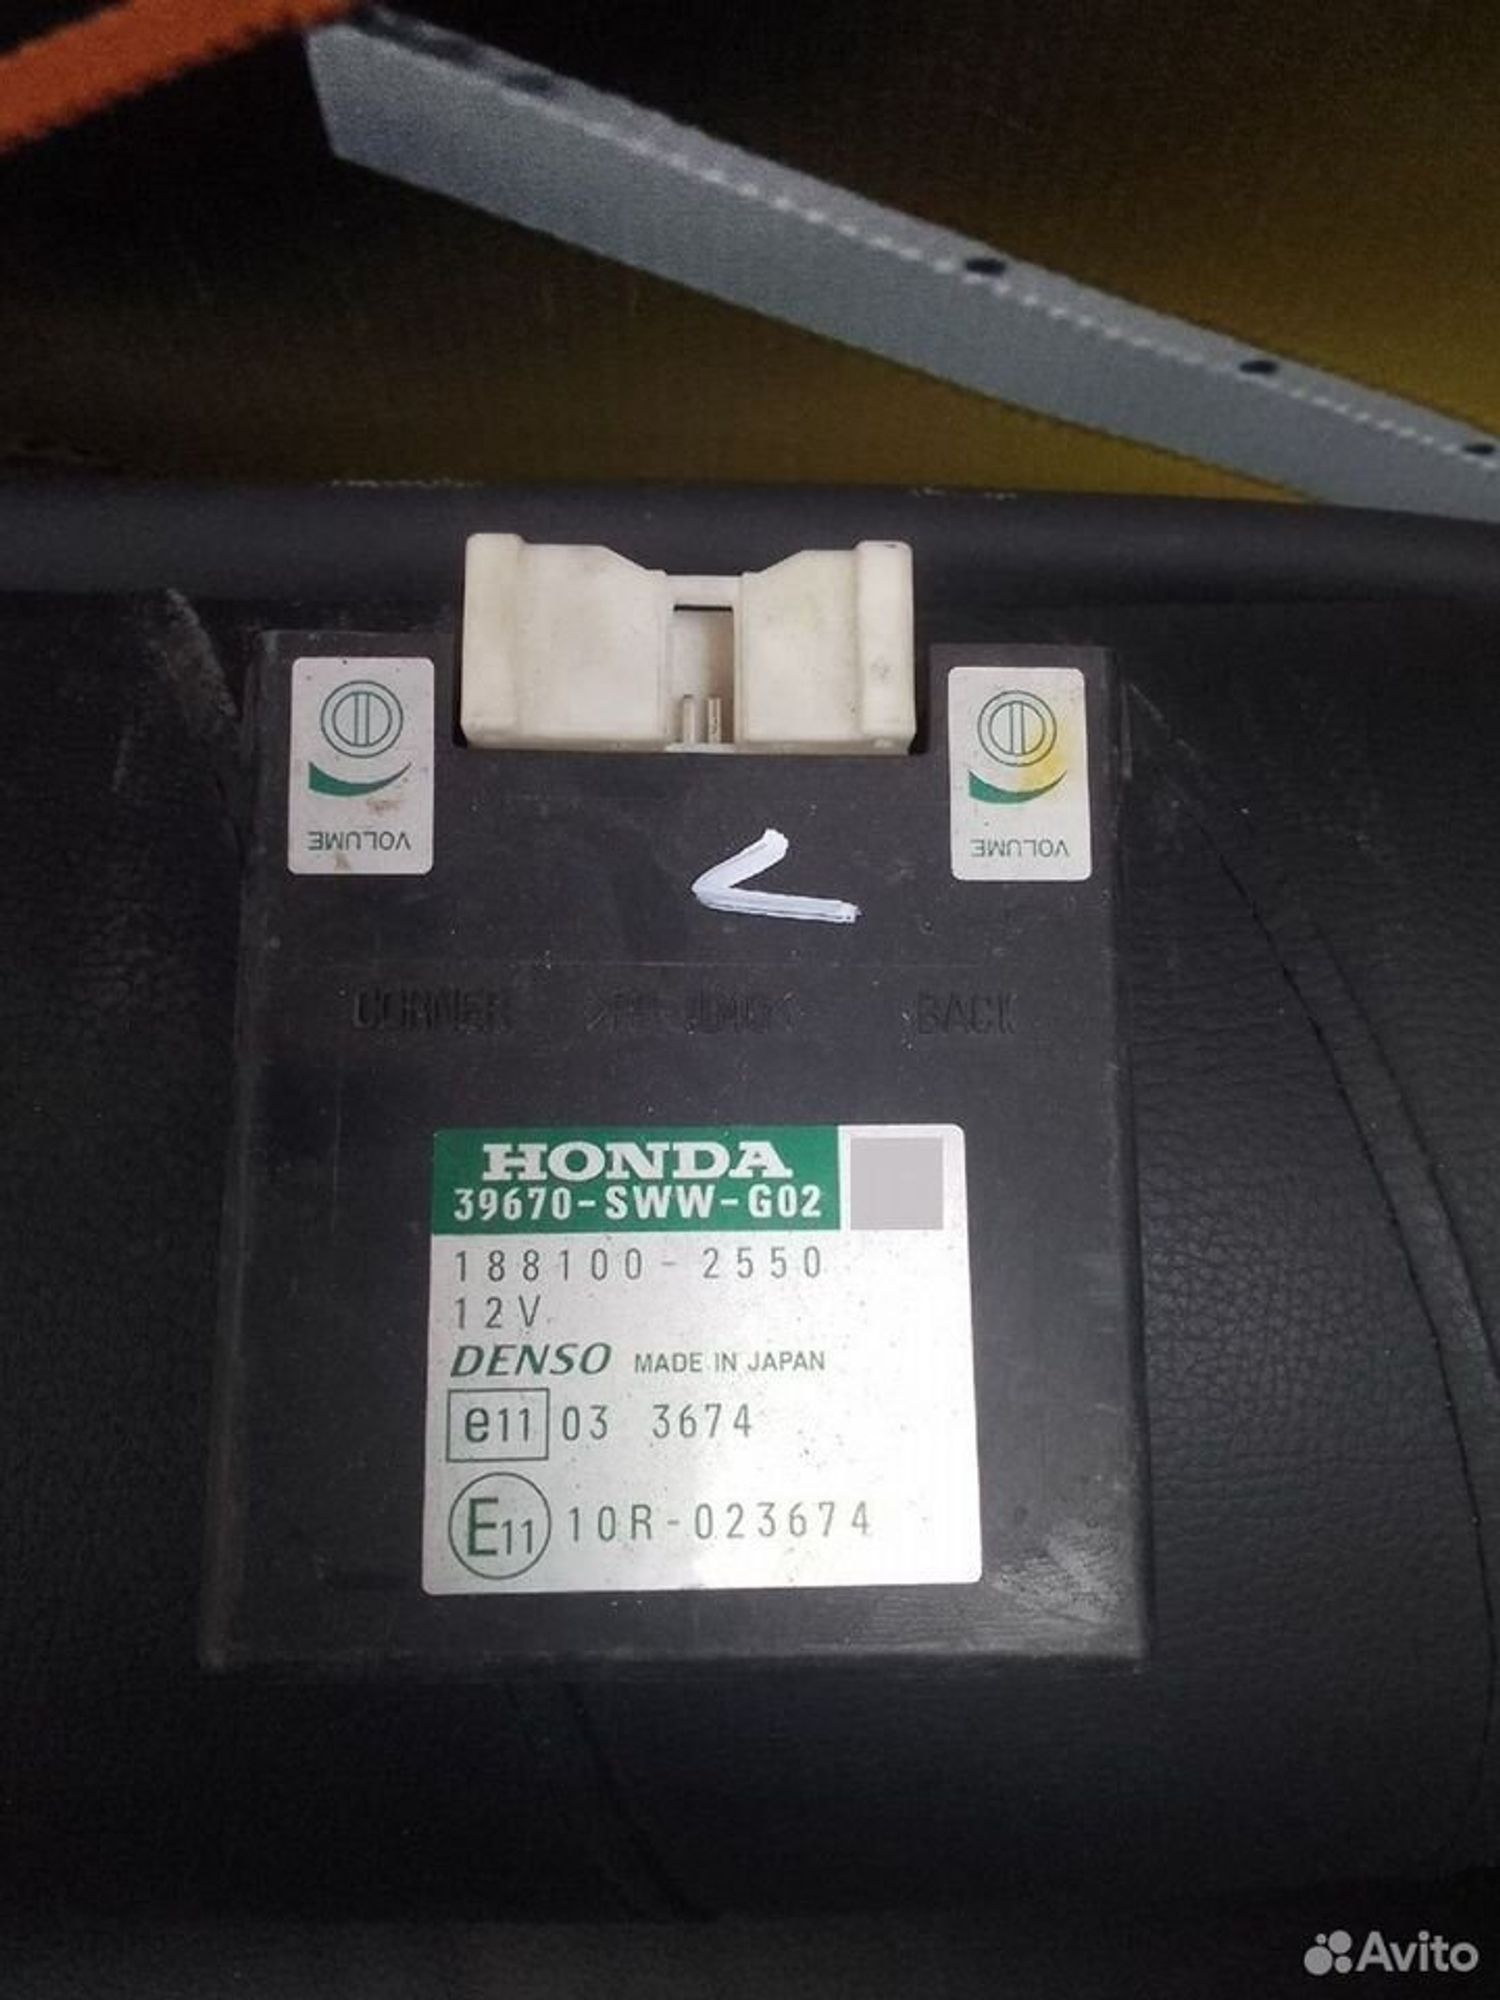 VOLUME
VOLUME
CORNER
BACK
HONDA
39670-SWW-G02
188100-2550
12V
DENSO MADE IN JAPAN
e11 03 3674
E11 10R-023674
Avito